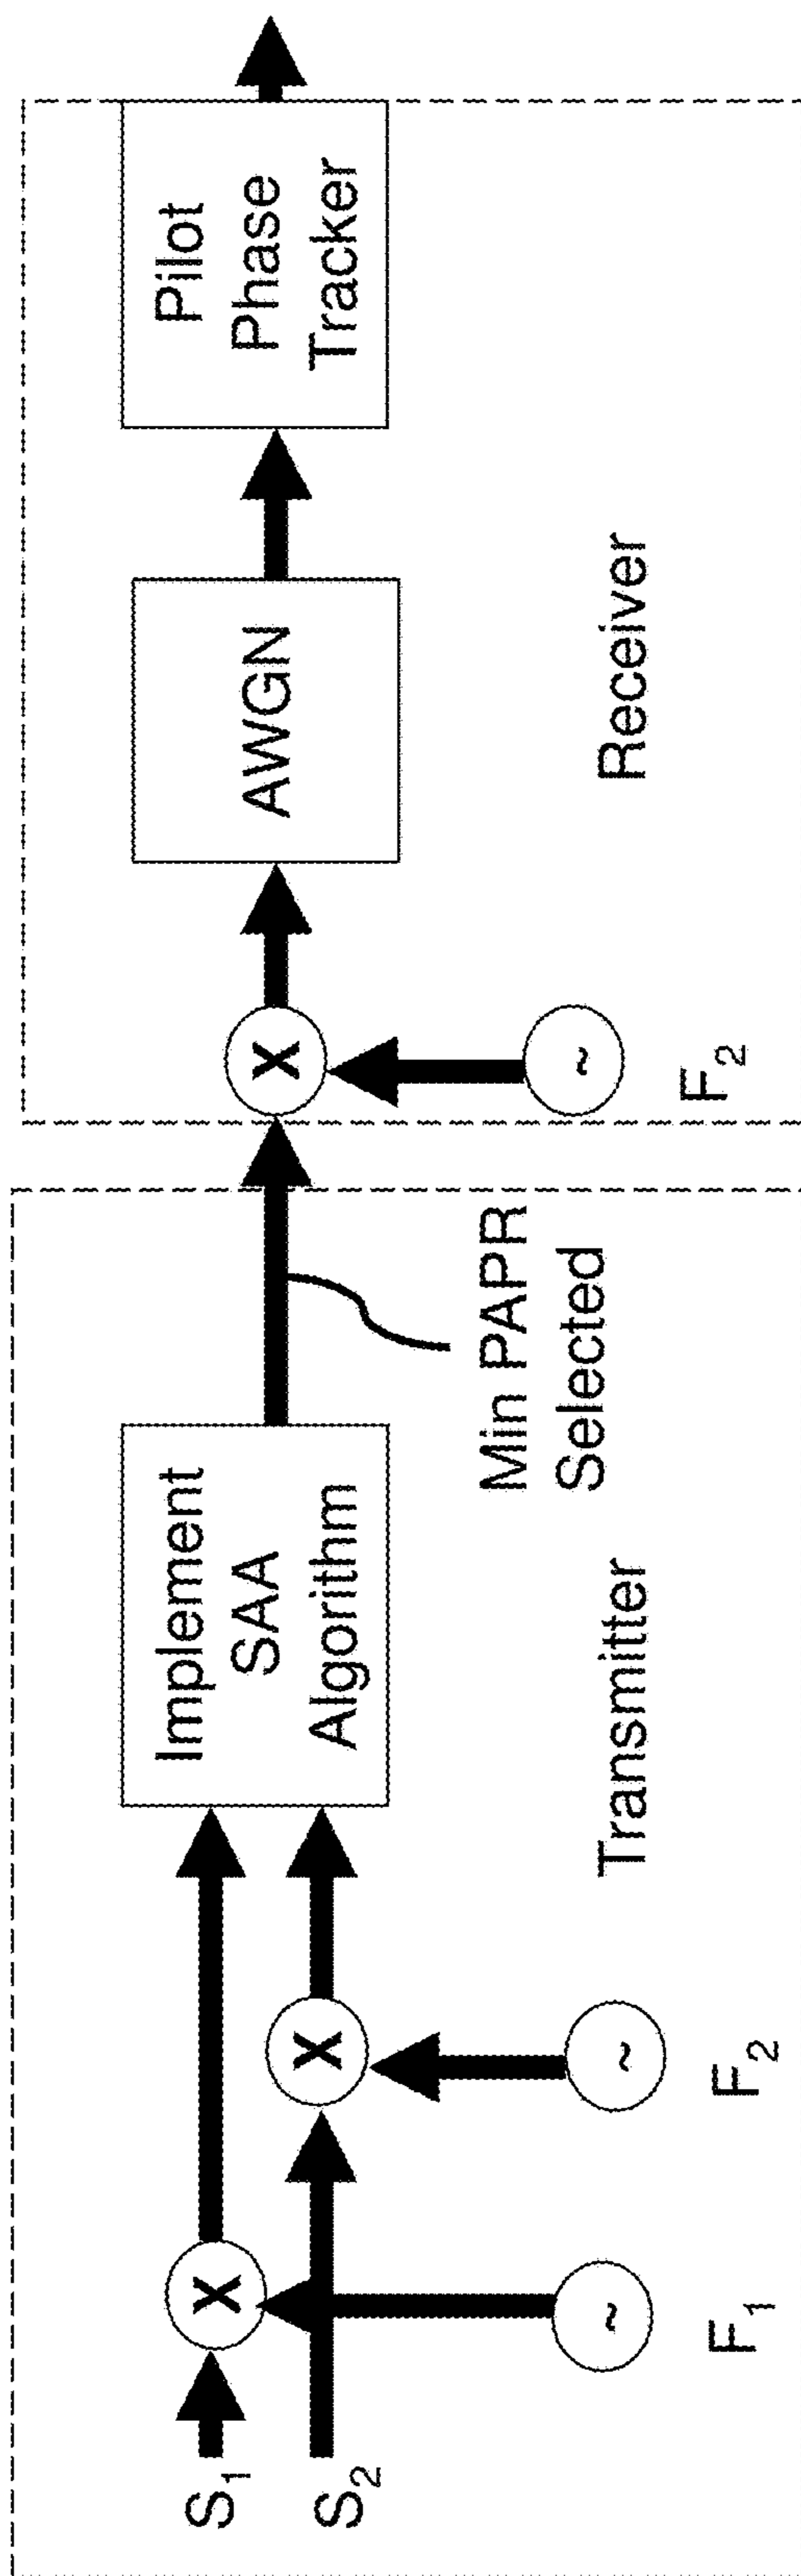 S1
S2
X
X
~
F1
~
F2
Implement
SAA
Algorithm
Min PAPR
Selected
Transmitter
X
~
F2
AWGN
Pilot
Phase
Tracker
Receiver